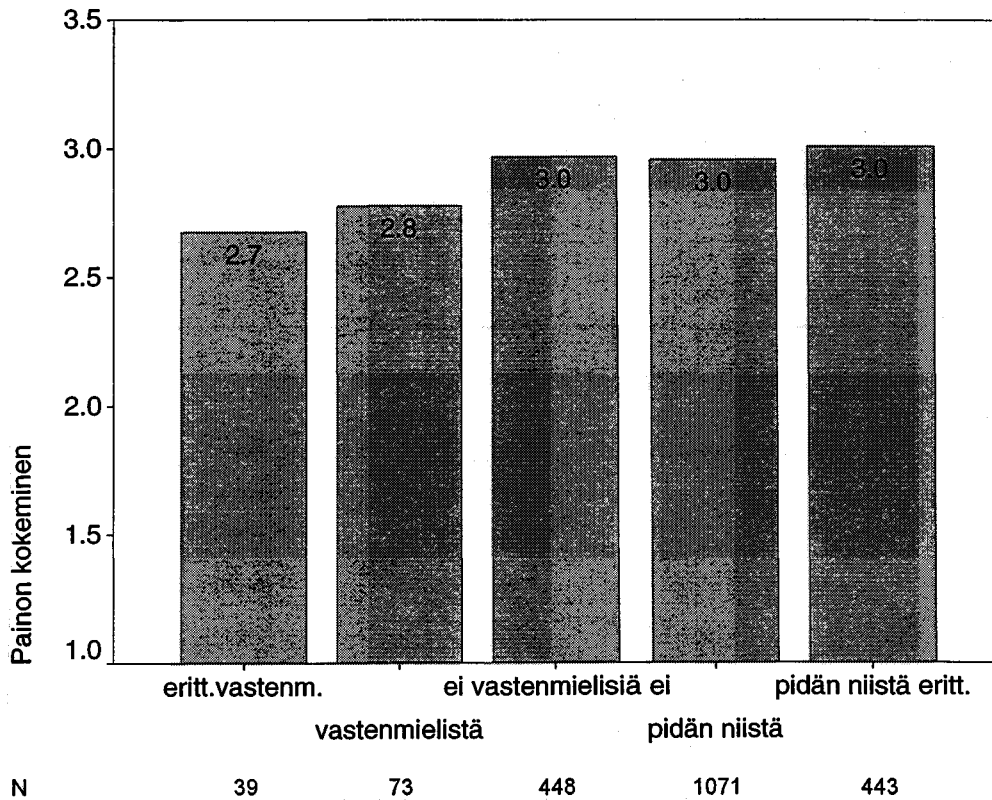 3.5
3.0
2.5
2.0
1.5
1.0
Painon kokeminen
2.7
2.8
3.0
3.0
3.0
eritt.vastenm.
ei vastenmielisiä ei
pidän niistä eritt.
vastenmielistä
pidän niistä
N 39 73 448 1071 443